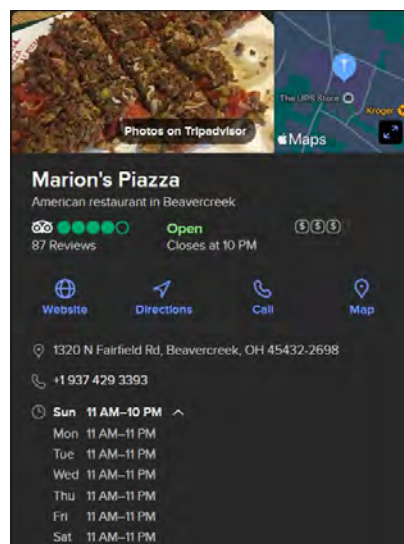 Photos on Tripadvisor
The UPS Store
Kroger
Maps
Marion's Piazza
American restaurant in Beavercreek
87 Reviews
Open
Closes at 10 PM
$ $ $
Website
Directions
Call
Map
1320 N Fairfield Rd, Beavercreek, OH 45432-2698
+1 937 429 3393
Sun 11 AM–10 PM
Mon 11 AM–11 PM
Tue 11 AM–11 PM
Wed 11 AM–11 PM
Thu 11 AM–11 PM
Fri 11 AM–11 PM
Sat 11 AM–11 PM